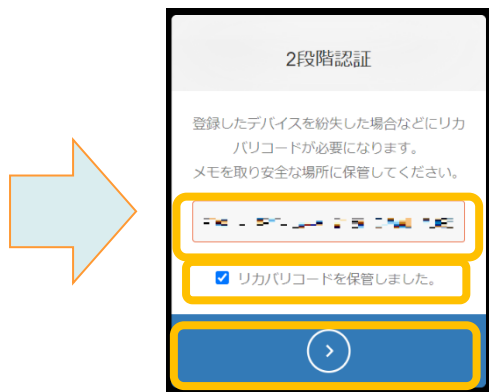 2段階認証
登録したデバイスを紛失した場合などにリカ
バリコードが必要になります。
メモを取り安全な場所に保管してください。
リカバリコードを保管しました。